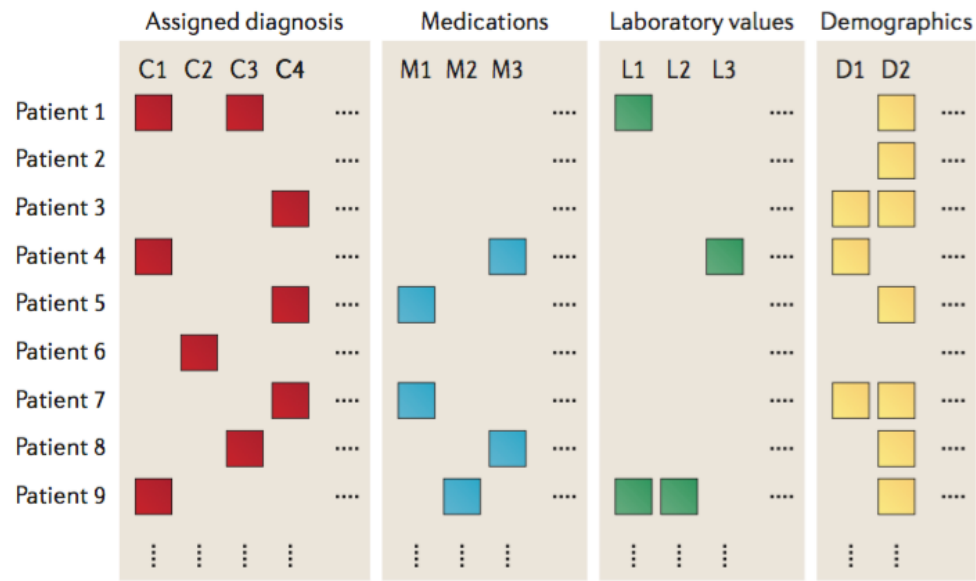 Assigned diagnosis Medications Laboratory values Demographics
C1 C2 C3 C4 M1 M2 M3 L1 L2 L3 D1 D2
Patient 1 .... .... .... ....
Patient 2 .... .... .... ....
Patient 3 .... .... .... ....
Patient 4 .... .... .... ....
Patient 5 .... .... .... ....
Patient 6 .... .... .... ....
Patient 7 .... .... .... ....
Patient 8 .... .... .... ....
Patient 9 .... .... .... ....